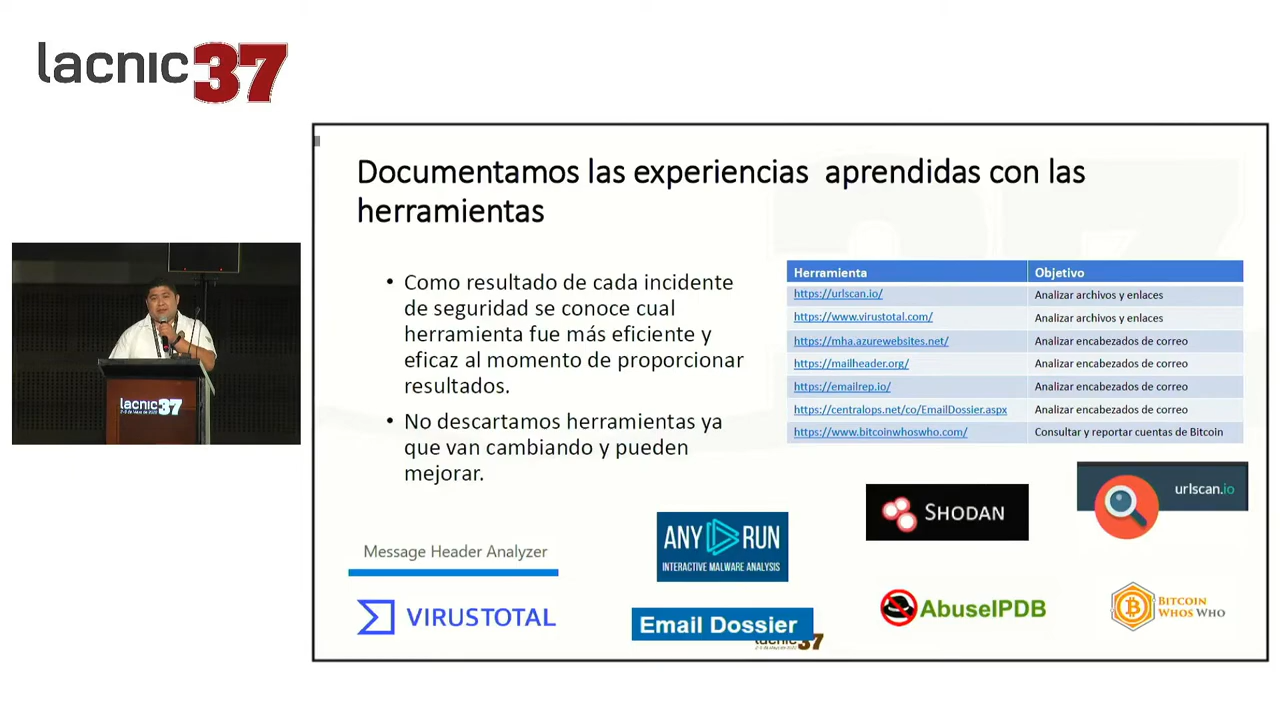 lacnic37
Documentamos las experiencias aprendidas con las
herramientas
• Como resultado de cada incidente
de seguridad se conoce cual
herramienta fue más eficiente y
eficaz al momento de proporcionar
resultados.
• No descartamos herramientas ya
que van cambiando y pueden
mejorar.
Herramienta Objetivo
https://urlscan.io/ Analizar archivos y enlaces
https://www.virustotal.com/ Analizar archivos y enlaces
https://mha.azurewebsites.net/ Analizar encabezados de correo
https://mailheader.org/ Analizar encabezados de correo
https://emailrep.io/ Analizar encabezados de correo
https://centralops.net/co/EmailDossier.aspx Analizar encabezados de correo
https://www.bitcoinwhoswho.com/ Consultar y reportar cuentas de Bitcoin
lacnic37
Message Header Analyzer
VIRUSTOTAL
ANY RUN
INTERACTIVE MALWARE ANALYSIS
Email Dossier
lacnic37
SHODAN
urlscan.io
AbuseIPDB
BITCOIN
WHOS WHO